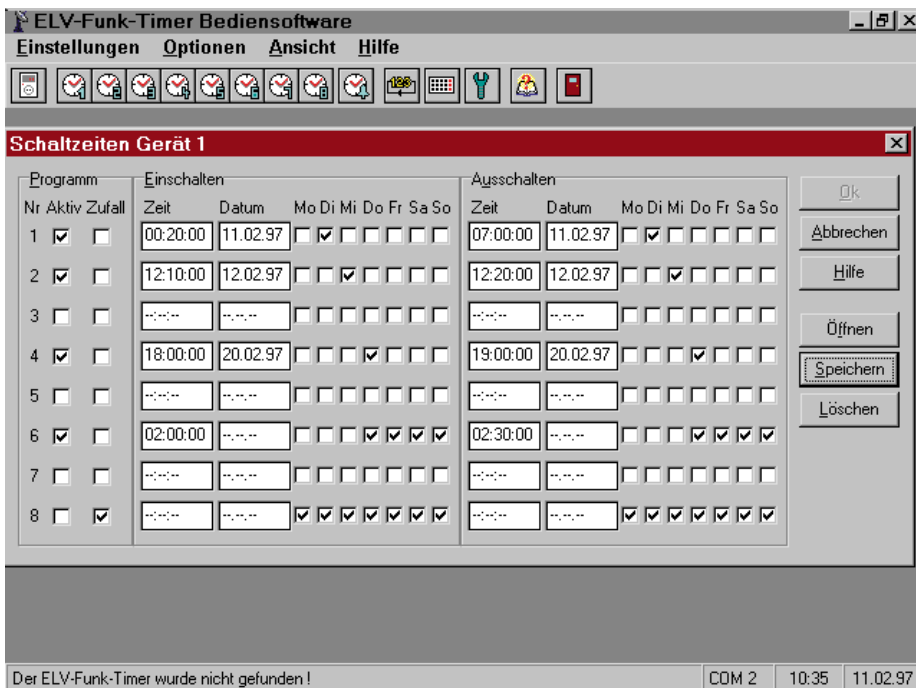 ELV-Funk-Timer Bediensoftware
Einstellungen Optionen Ansicht Hilfe
Schaltzeiten Gerät 1
Programm Einschalten Ausschalten
Nr Aktiv Zufall Zeit Datum Mo Di Mi Do Fr Sa So Zeit Datum Mo Di Mi Do Fr Sa So
1 00:20:00 11.02.97 07:00:00 11.02.97
2 12:10:00 12.02.97 12:20:00 12.02.97
3 --:--:-- --.--.-- --:--:-- --.--.--
4 18:00:00 20.02.97 19:00:00 20.02.97
5 --:--:-- --.--.-- --:--:-- --.--.--
6 02:00:00 --.--.-- 02:30:00 --.--.--
7 --:--:-- --.--.-- --:--:-- --.--.--
8 --:--:-- --.--.-- --:--:-- --.--.--
Ok
Abbrechen
Hilfe
Öffnen
Speichern
Löschen
Der ELV-Funk-Timer wurde nicht gefunden ! COM 2 10:35 11.02.97